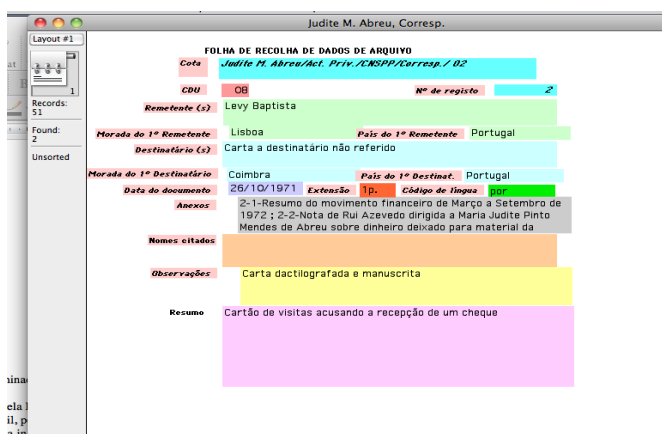 Judite M. Abreu, Corresp.
Layout #1
1
Records:
51
Found:
2
Unsorted
FOLHA DE RECOLHA DE DADOS DE ARQUIVO
Cota Judite M. Abreu/Act. Priv./CNSPP/Corresp./ 02
CDU 08 Nº de registo 2
Remetente (s) Levy Baptista
Morada do 1º Remetente Lisboa País do 1º Remetente Portugal
Destinatário (s) Carta a destinatário não referido
Morada do 1º Destinatário Coimbra País do 1º Destinat. Portugal
Data do documento 26/10/1971 Extensão 1p. Código de língua por
Anexos 2-1-Resumo do movimento financeiro de Março a Setembro de
1972 ; 2-2-Nota de Rui Azevedo dirigida a Maria Judite Pinto
Mendes de Abreu sobre dinheiro deixado para material da
Nomes citados
Observações Carta dactilografada e manuscrita
Resumo Cartão de visitas acusando a recepção de um cheque